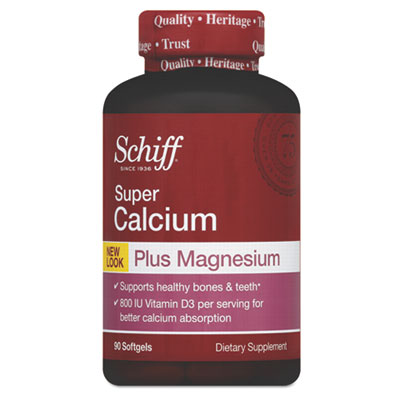 Quality • Heritage •
• Trust
Quality • Heritage,
Schiff
SINCE 1936
Super
Calcium
NEW
LOOK
Plus Magnesium
✓Supports healthy bones & teeth*
✓800 IU Vitamin D3 per serving for
better calcium absorption
90 Softgels
Dietary Supplement